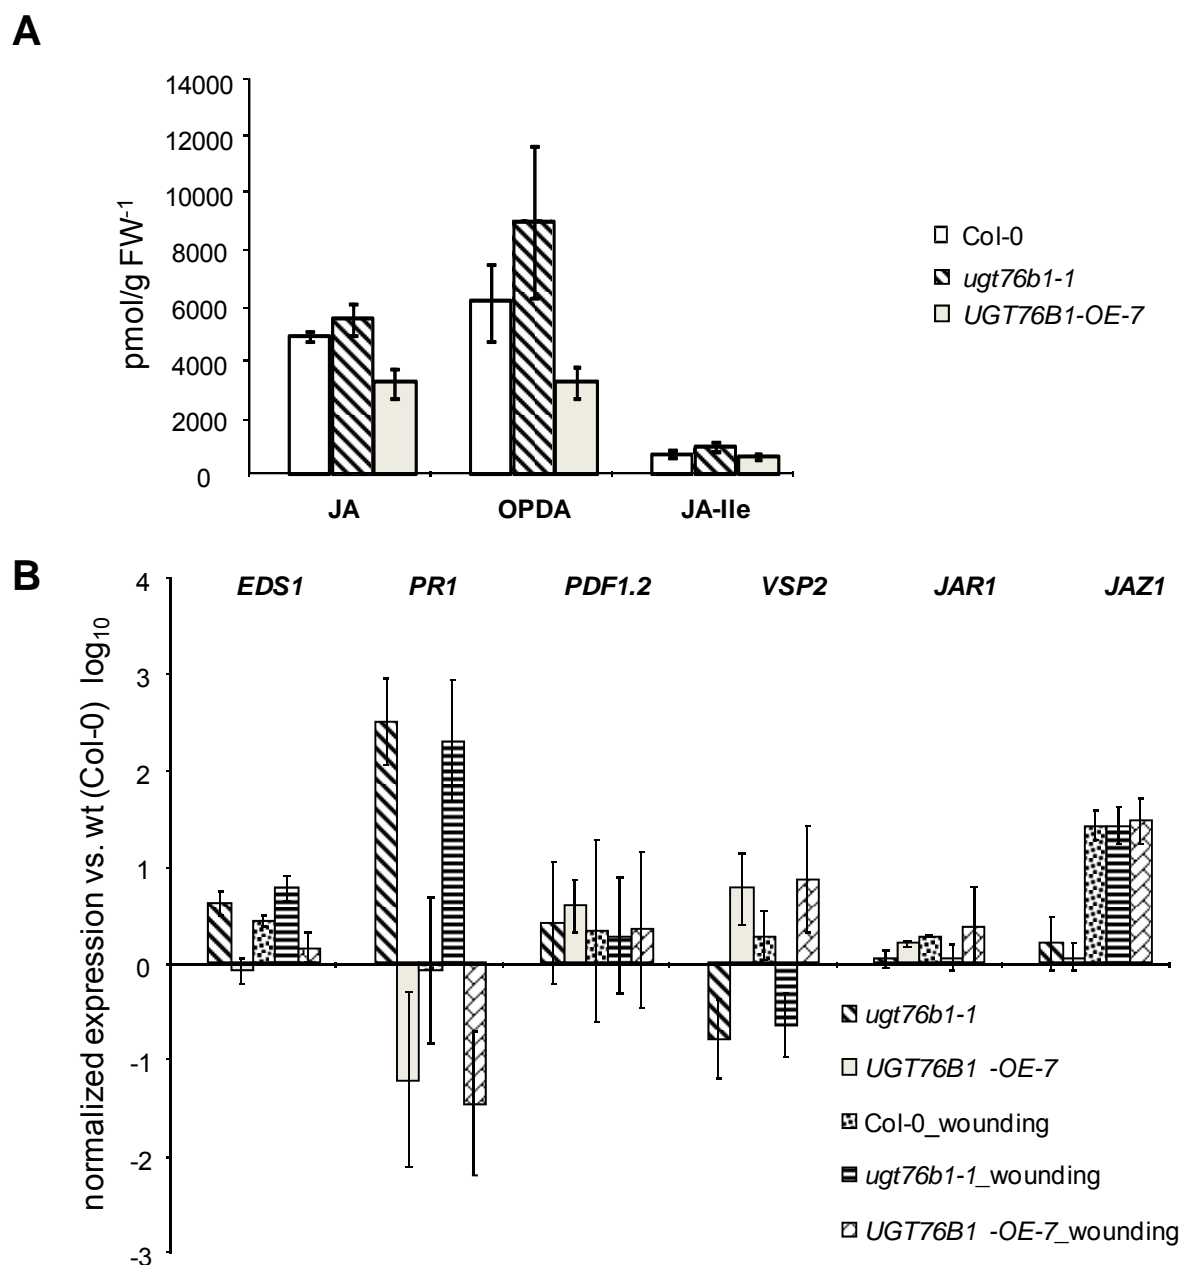 A
14000
12000
10000
8000
6000
4000
2000
0
pmol/g FW-1
JA OPDA JA-Ile
Col-0
ugt76b1-1
UGT76B1-OE-7
B
EDS1 PR1 PDF1.2 VSP2 JAR1 JAZ1
4
3
2
1
0
-1
-2
-3
normalized expression vs. wt (Col-0) log10
ugt76b1-1
UGT76B1 -OE-7
Col-0_wounding
ugt76b1-1_wounding
UGT76B1 -OE-7_wounding